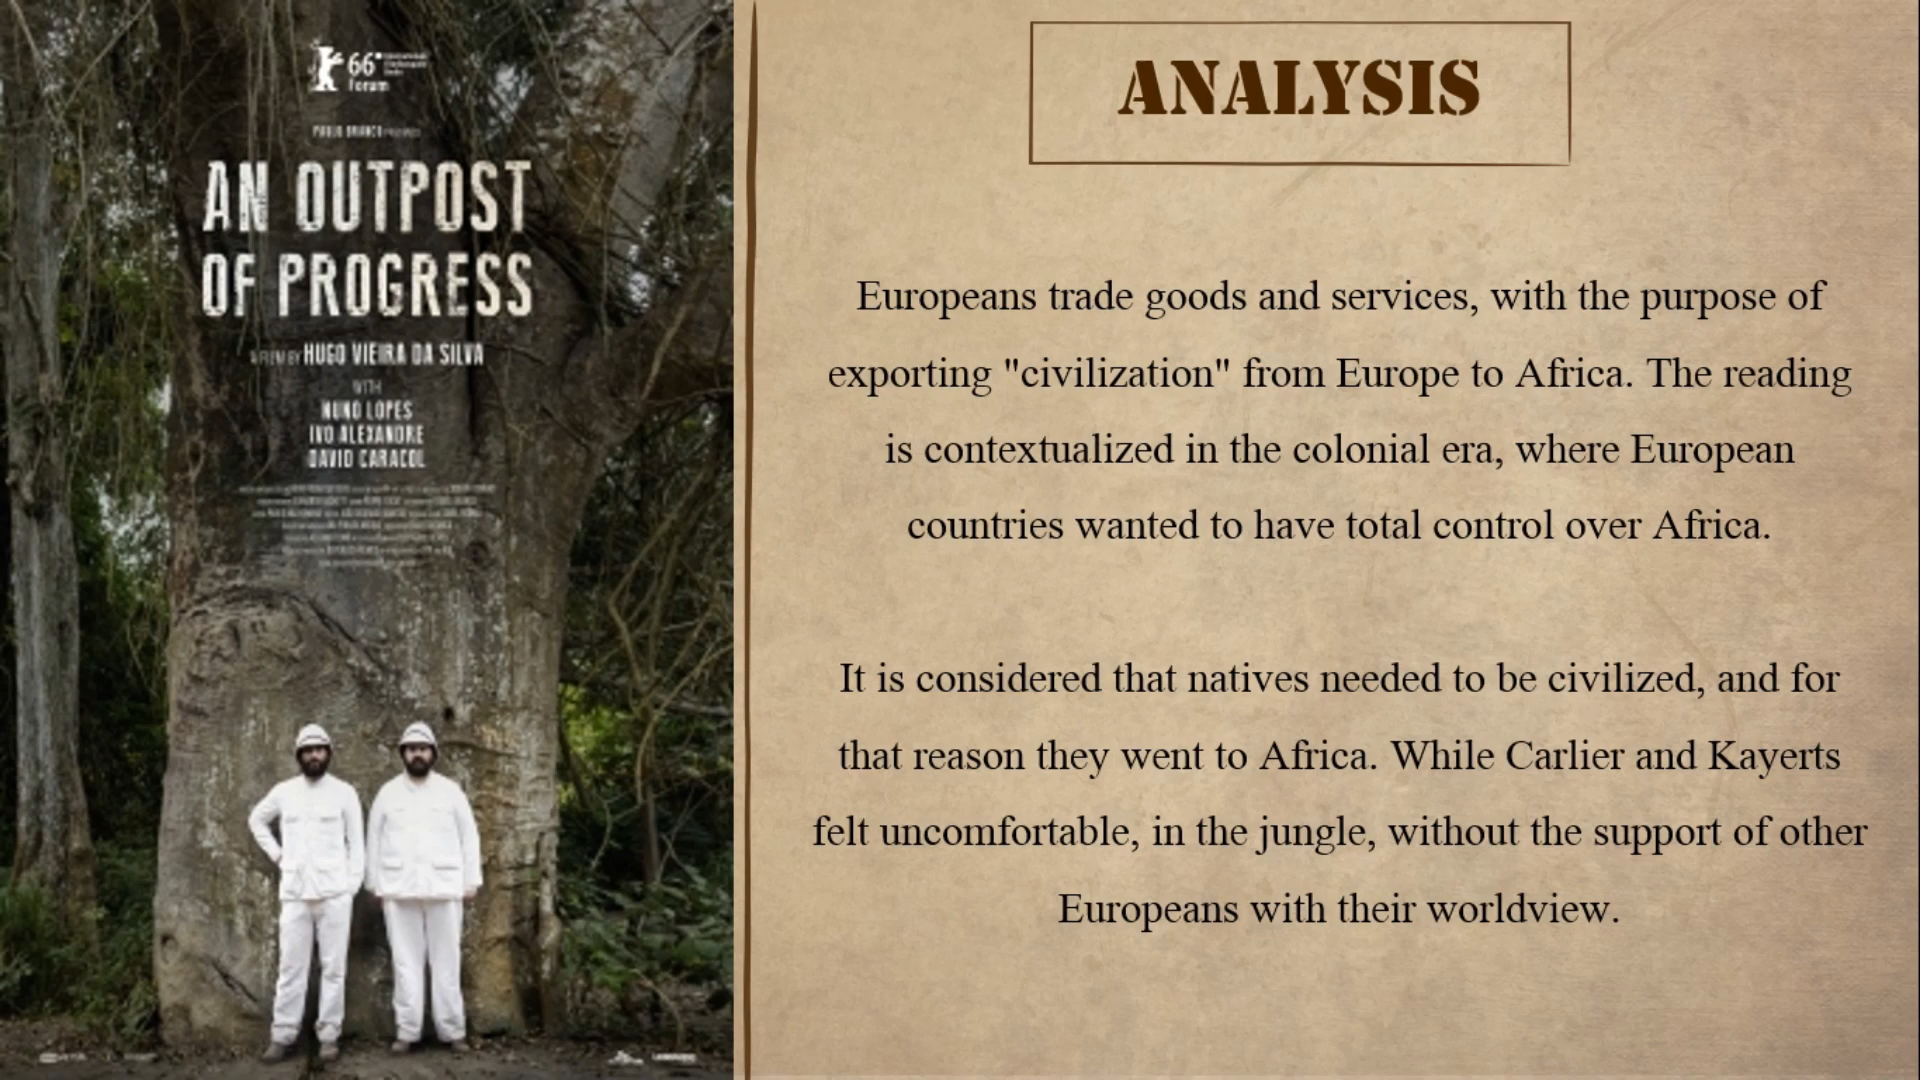 66
Forum
AN OUTPOST
OF PROGRESS
A FILM BY HUGO VIEIRA DA SILVA
WITH
NUNO LOPES
IVO ALEXANDRE
DAVID CARACOL
ANALYSIS
Europeans trade goods and services, with the purpose of
exporting "civilization" from Europe to Africa. The reading
is contextualized in the colonial era, where European
countries wanted to have total control over Africa.
It is considered that natives needed to be civilized, and for
that reason they went to Africa. While Carlier and Kayerts
felt uncomfortable, in the jungle, without the support of other
Europeans with their worldview.